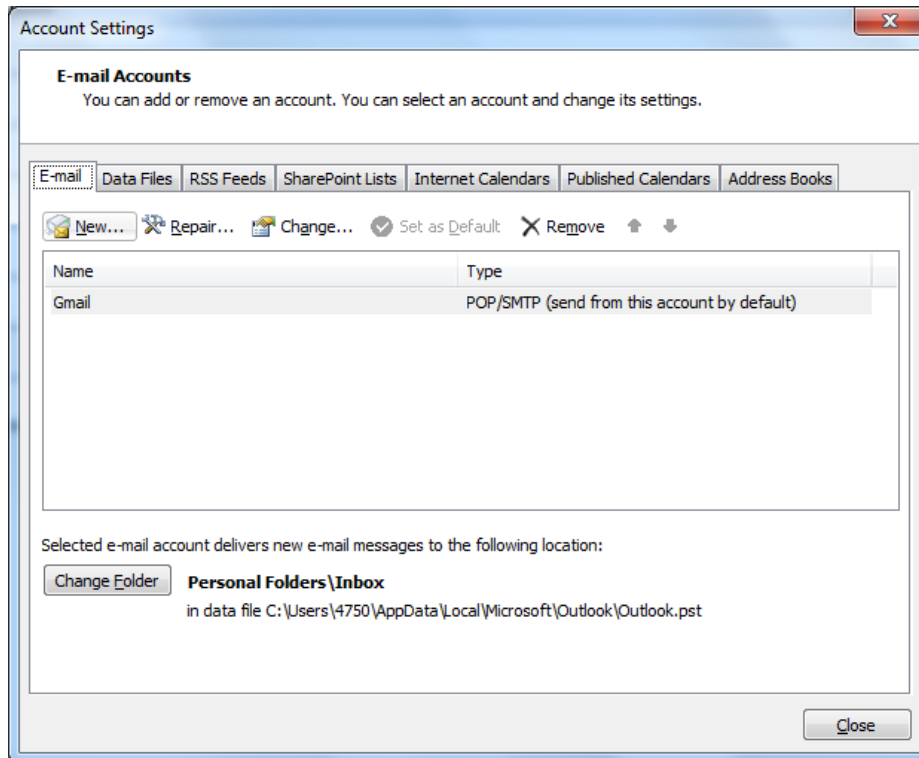 Account Settings
E-mail Accounts
You can add or remove an account. You can select an account and change its settings.
E-mail Data Files RSS Feeds SharePoint Lists Internet Calendars Published Calendars Address Books
New... Repair... Change... Set as Default Remove
Name Type
Gmail POP/SMTP (send from this account by default)
Selected e-mail account delivers new e-mail messages to the following location:
Change Folder Personal Folders\Inbox
in data file C:\Users\4750\AppData\Local\Microsoft\Outlook\Outlook.pst
Close